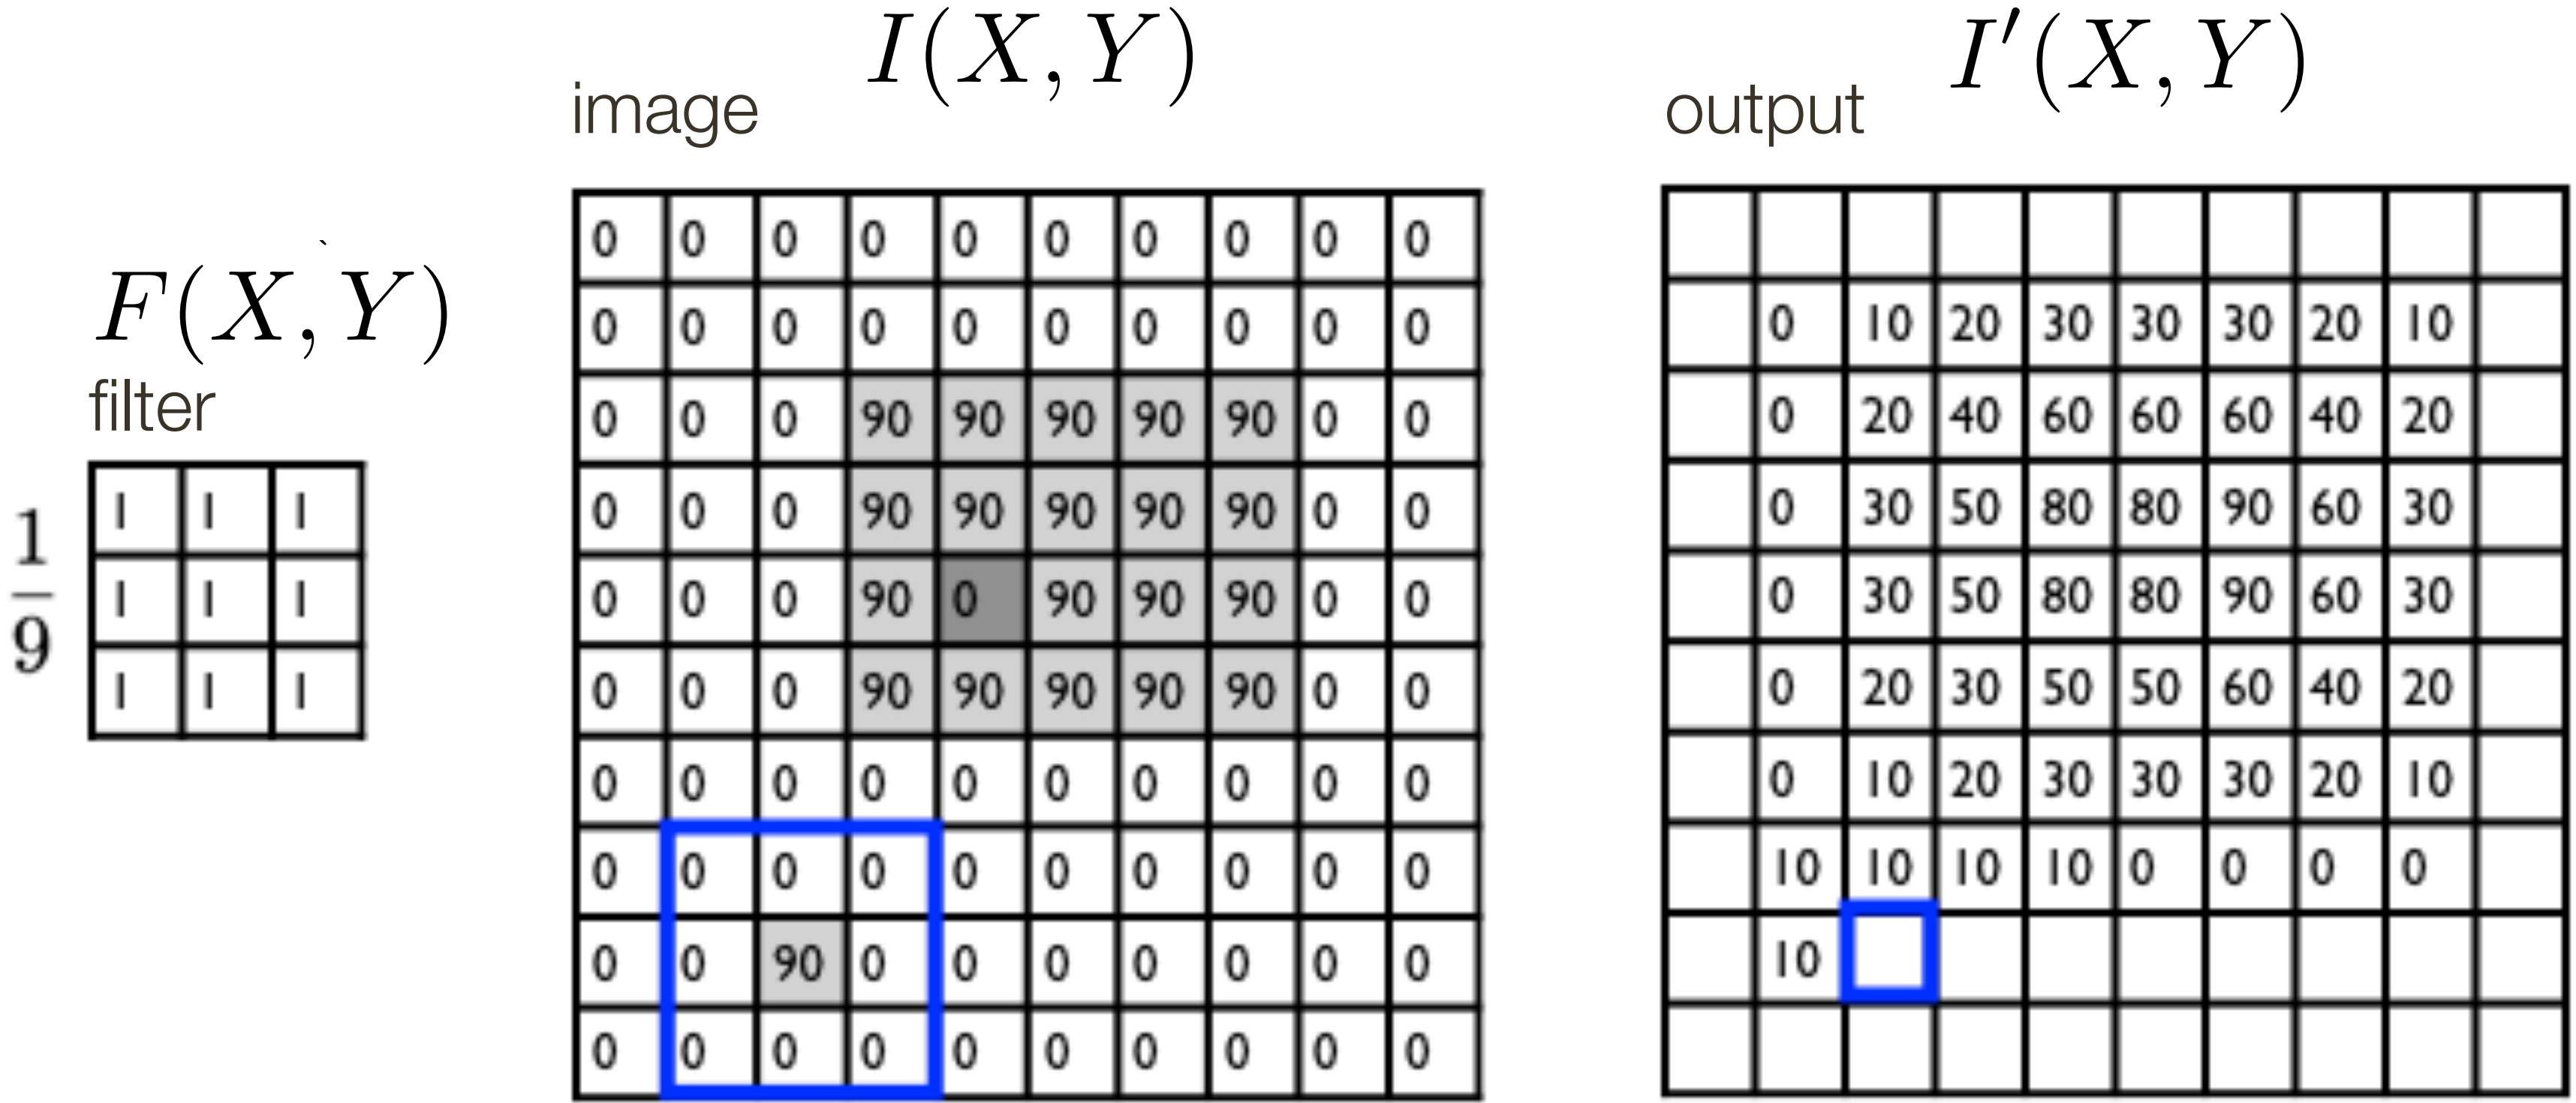 I(X, Y)
image
I′(X, Y)
output
F(X, Y)
filter
1/9
1 1 1
1 1 1
1 1 1
0 0 0 0 0 0 0 0 0 0
0 0 0 0 0 0 0 0 0 0
0 0 0 90 90 90 90 90 0 0
0 0 0 90 90 90 90 90 0 0
0 0 0 90 0 90 90 90 0 0
0 0 0 90 90 90 90 90 0 0
0 0 0 0 0 0 0 0 0 0
0 0 0 0 0 0 0 0 0 0
0 0 90 0 0 0 0 0 0 0
0 0 0 0 0 0 0 0 0 0
0 10 20 30 30 30 20 10
0 20 40 60 60 60 40 20
0 30 50 80 80 90 60 30
0 30 50 80 80 90 60 30
0 20 30 50 50 60 40 20
0 10 20 30 30 30 20 10
10 10 10 10 0 0 0 0
10